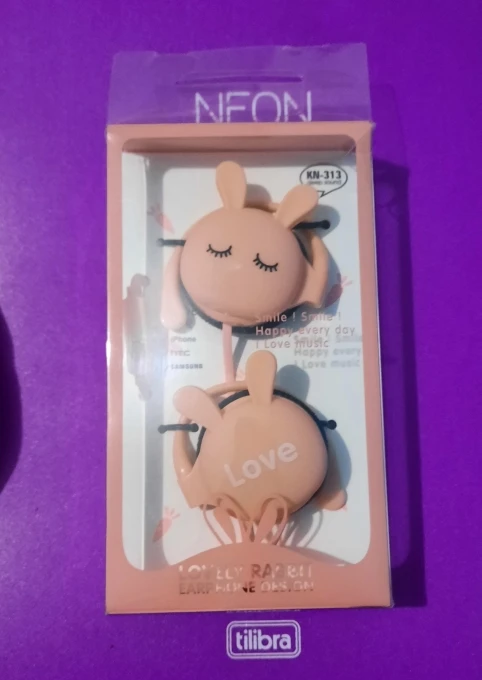 NEON
KN-313
Smile ! Smile !
Happy every day
I Love music
Smile
Happy every
I Love music
iPhone
HTC
SAMSUNG
Love
LOVELY RABBIT
EARPHONE DESIGN
tilibra